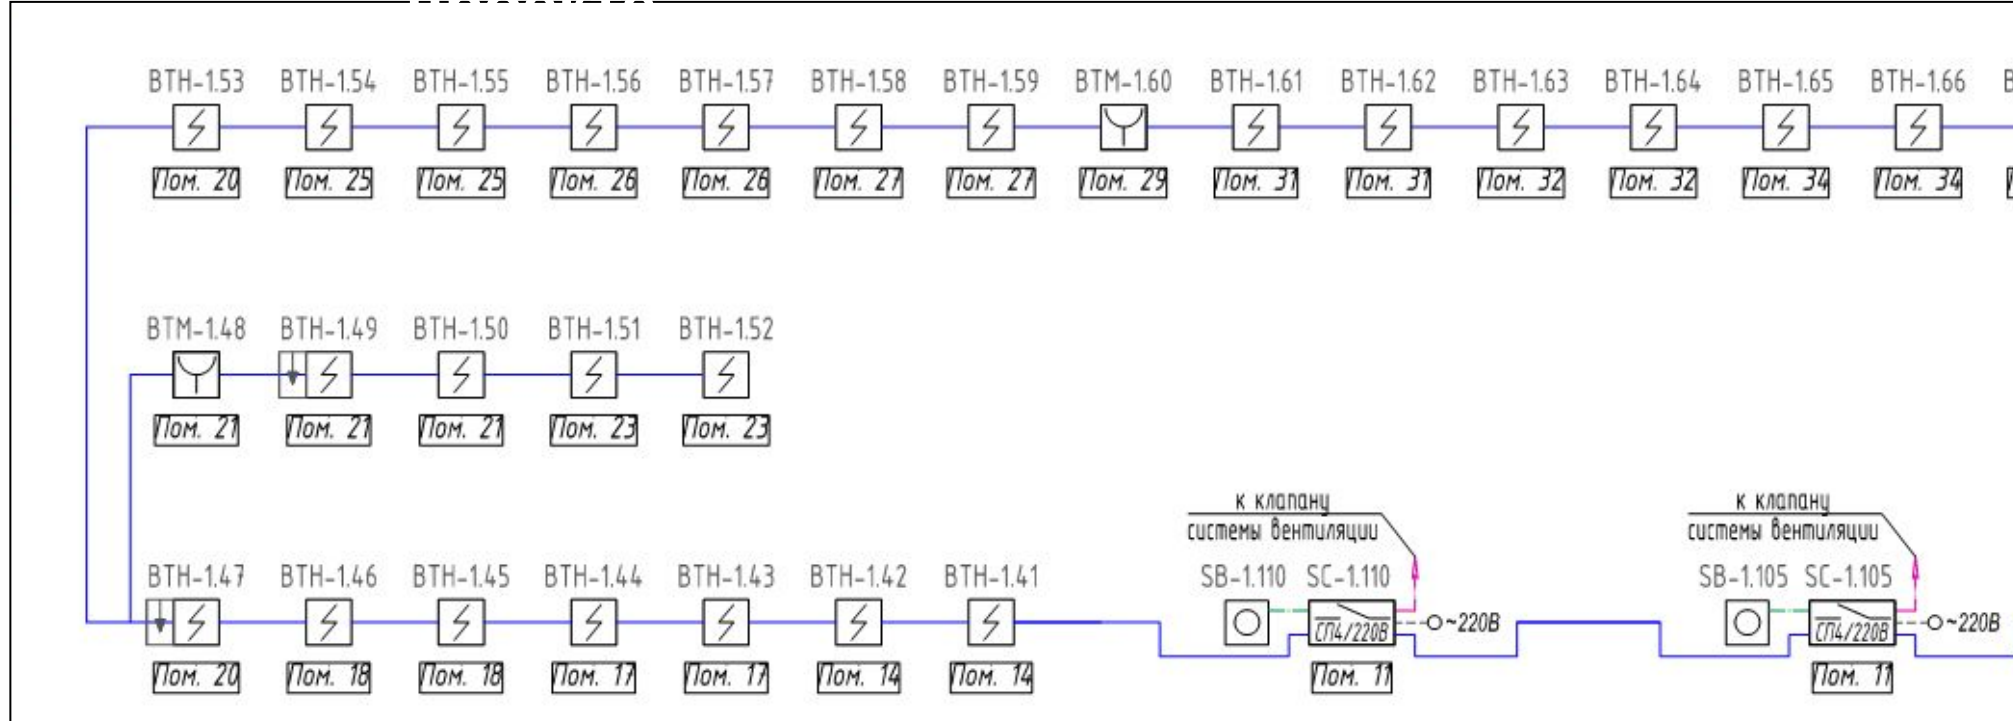 ВТН-1.53 ВТН-1.54 ВТН-1.55 ВТН-1.56 ВТН-1.57 ВТН-1.58 ВТН-1.59 ВТМ-1.60 ВТН-1.61 ВТН-1.62 ВТН-1.63 ВТН-1.64 ВТН-1.65 ВТН-1.66
Пом. 20 Пом. 25 Пом. 25 Пом. 26 Пом. 26 Пом. 27 Пом. 27 Пом. 29 Пом. 31 Пом. 31 Пом. 32 Пом. 32 Пом. 34 Пом. 34
ВТМ-1.48 ВТН-1.49 ВТН-1.50 ВТН-1.51 ВТН-1.52
Пом. 21 Пом. 21 Пом. 21 Пом. 23 Пом. 23
к клапану к клапану
системы вентиляции системы вентиляции
ВТН-1.47 ВТН-1.46 ВТН-1.45 ВТН-1.44 ВТН-1.43 ВТН-1.42 ВТН-1.41 SB-1.110 SC-1.110 SB-1.105 SC-1.105
СП4/220В ~220В СП4/220В ~220В
Пом. 20 Пом. 18 Пом. 18 Пом. 17 Пом. 17 Пом. 14 Пом. 14 Пом. 11 Пом. 11